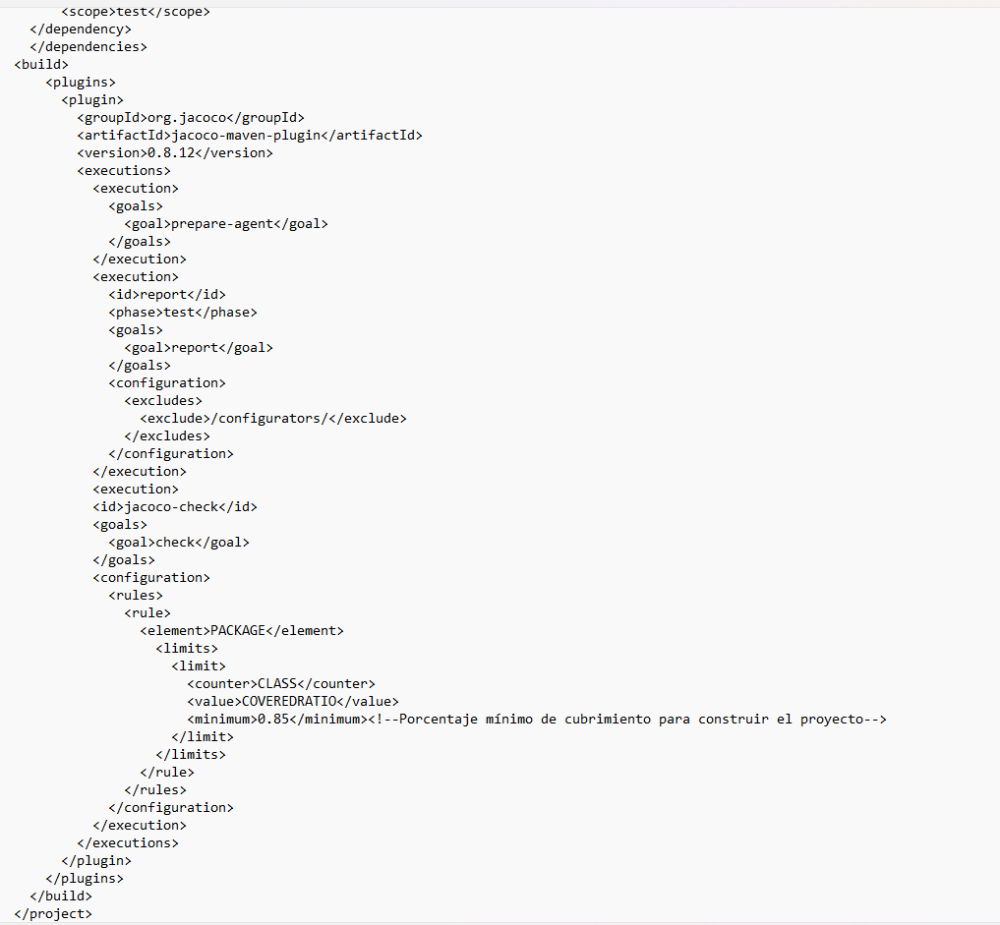 <scope>test</scope>
</dependency>
</dependencies>
<build>
<plugins>
<plugin>
<groupId>org.jacoco</groupId>
<artifactId>jacoco-maven-plugin</artifactId>
<version>0.8.12</version>
<executions>
<execution>
<goals>
<goal>prepare-agent</goal>
</goals>
</execution>
<execution>
<id>report</id>
<phase>test</phase>
<goals>
<goal>report</goal>
</goals>
<configuration>
<excludes>
<exclude>/configurators/</exclude>
</excludes>
</configuration>
</execution>
<execution>
<id>jacoco-check</id>
<goals>
<goal>check</goal>
</goals>
<configuration>
<rules>
<rule>
<element>PACKAGE</element>
<limits>
<limit>
<counter>CLASS</counter>
<value>COVEREDRATIO</value>
<minimum>0.85</minimum><!--Porcentaje mínimo de cubrimiento para construir el proyecto-->
</limit>
</limits>
</rule>
</rules>
</configuration>
</execution>
</executions>
</plugin>
</plugins>
</build>
</project>